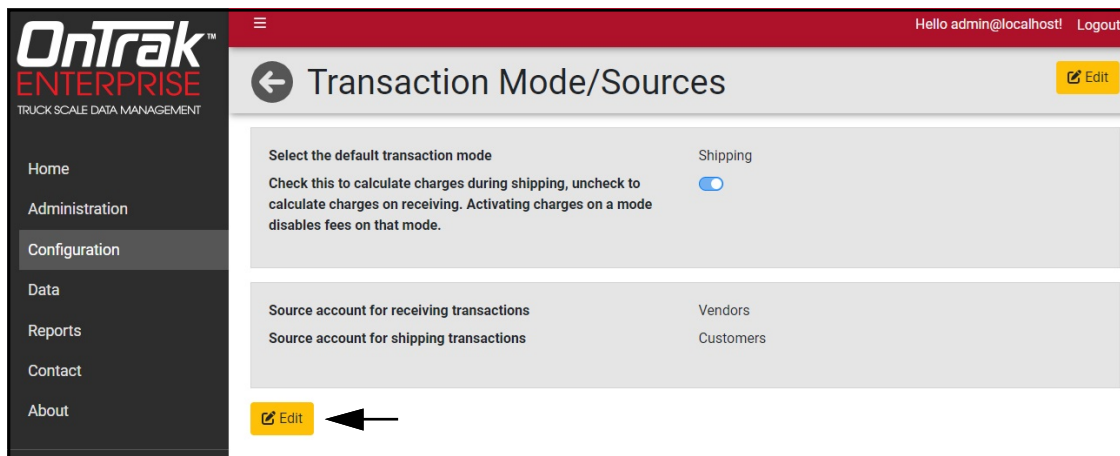 OnTrak™
ENTERPRISE
TRUCK SCALE DATA MANAGEMENT
Home
Administration
Configuration
Data
Reports
Contact
About
Hello admin@localhost! Logout
Transaction Mode/Sources
Edit
Select the default transaction mode Shipping
Check this to calculate charges during shipping, uncheck to
calculate charges on receiving. Activating charges on a mode
disables fees on that mode.
Source account for receiving transactions Vendors
Source account for shipping transactions Customers
Edit